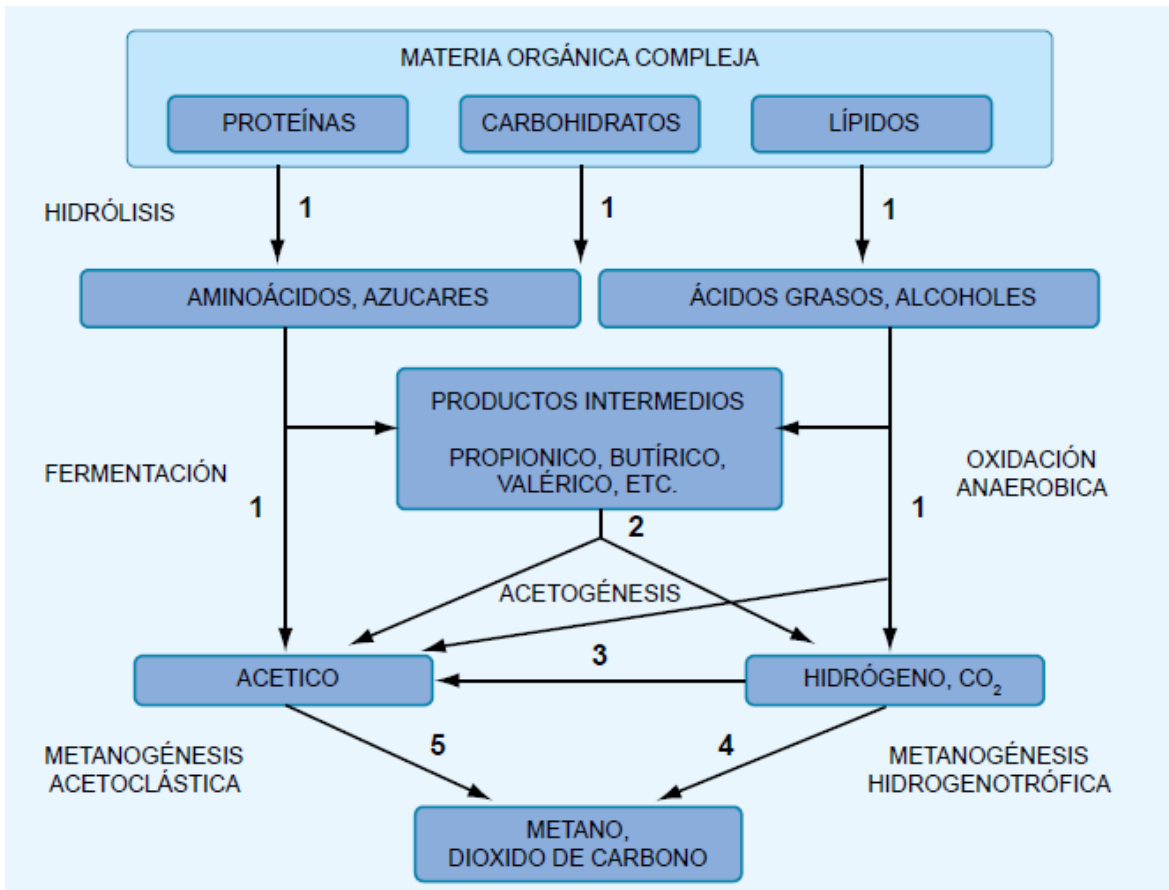 MATERIA ORGÁNICA COMPLEJA
PROTEÍNAS
CARBOHIDRATOS
LÍPIDOS
HIDRÓLISIS
1
1
1
AMINOÁCIDOS, AZUCARES
ÁCIDOS GRASOS, ALCOHOLES
PRODUCTOS INTERMEDIOS
PROPIONICO, BUTÍRICO,
VALÉRICO, ETC.
FERMENTACIÓN
1
OXIDACIÓN
ANAEROBICA
1
2
ACETOGÉNESIS
ACETICO
3
HIDRÓGENO, CO₂
METANOGÉNESIS
ACETOCLÁSTICA
5
4
METANOGÉNESIS
HIDROGENOTRÓFICA
METANO,
DIOXIDO DE CARBONO